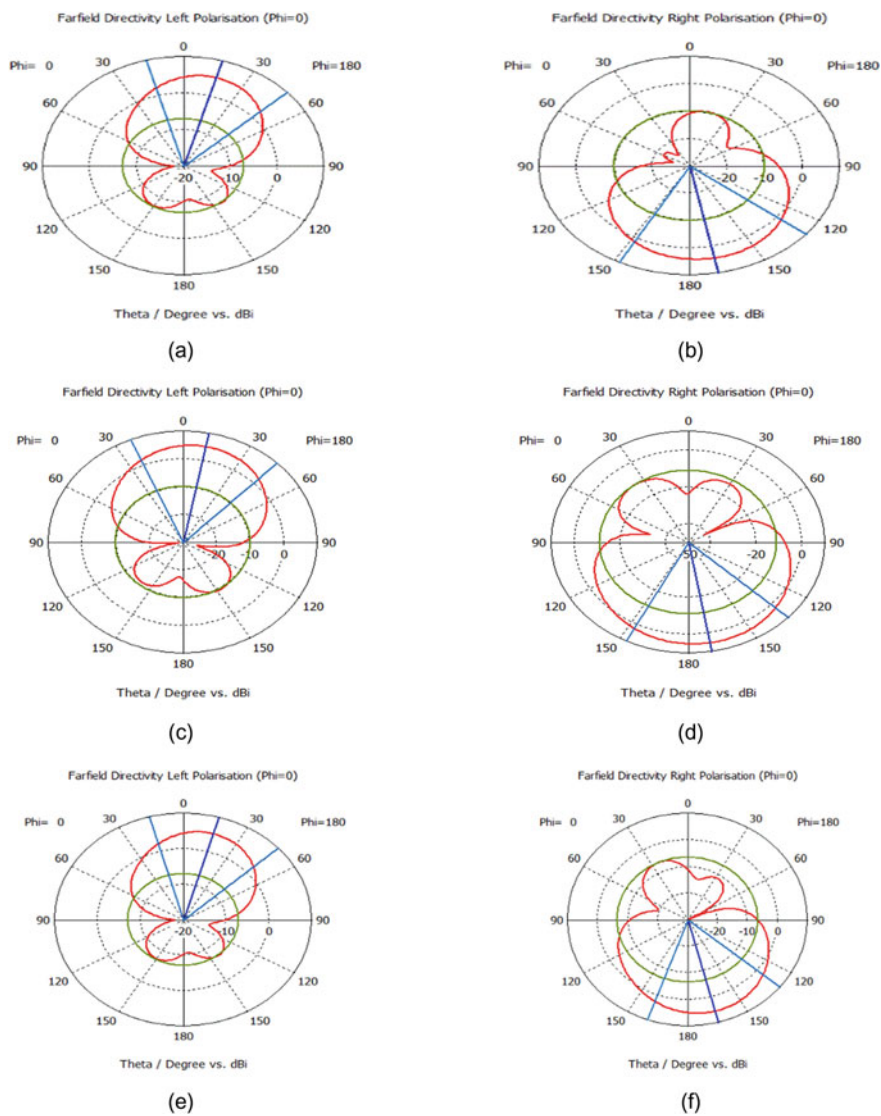 Farfield Directivity Left Polarisation (Phi=0)
Phi= 0 30 0 30 Phi=180
60 60
90 -20 -10 0 90
120 120
150 150
180
Theta / Degree vs. dBi
(a)
Farfield Directivity Right Polarisation (Phi=0)
Phi= 0 30 0 30 Phi=180
60 60
90 -20 -10 0 90
120 120
150 150
180
Theta / Degree vs. dBi
(b)
Farfield Directivity Left Polarisation (Phi=0)
Phi= 0 30 0 30 Phi=180
60 60
90 -20 -10 0 90
120 120
150 150
180
Theta / Degree vs. dBi
(c)
Farfield Directivity Right Polarisation (Phi=0)
Phi= 0 30 0 30 Phi=180
60 60
90 50 -20 0 90
120 120
150 150
180
Theta / Degree vs. dBi
(d)
Farfield Directivity Left Polarisation (Phi=0)
Phi= 0 30 0 30 Phi=180
60 60
90 -20 -10 0 90
120 120
150 150
180
Theta / Degree vs. dBi
(e)
Farfield Directivity Right Polarisation (Phi=0)
Phi= 0 30 0 30 Phi=180
60 60
90 -20 -10 0 90
120 120
150 150
180
Theta / Degree vs. dBi
(f)